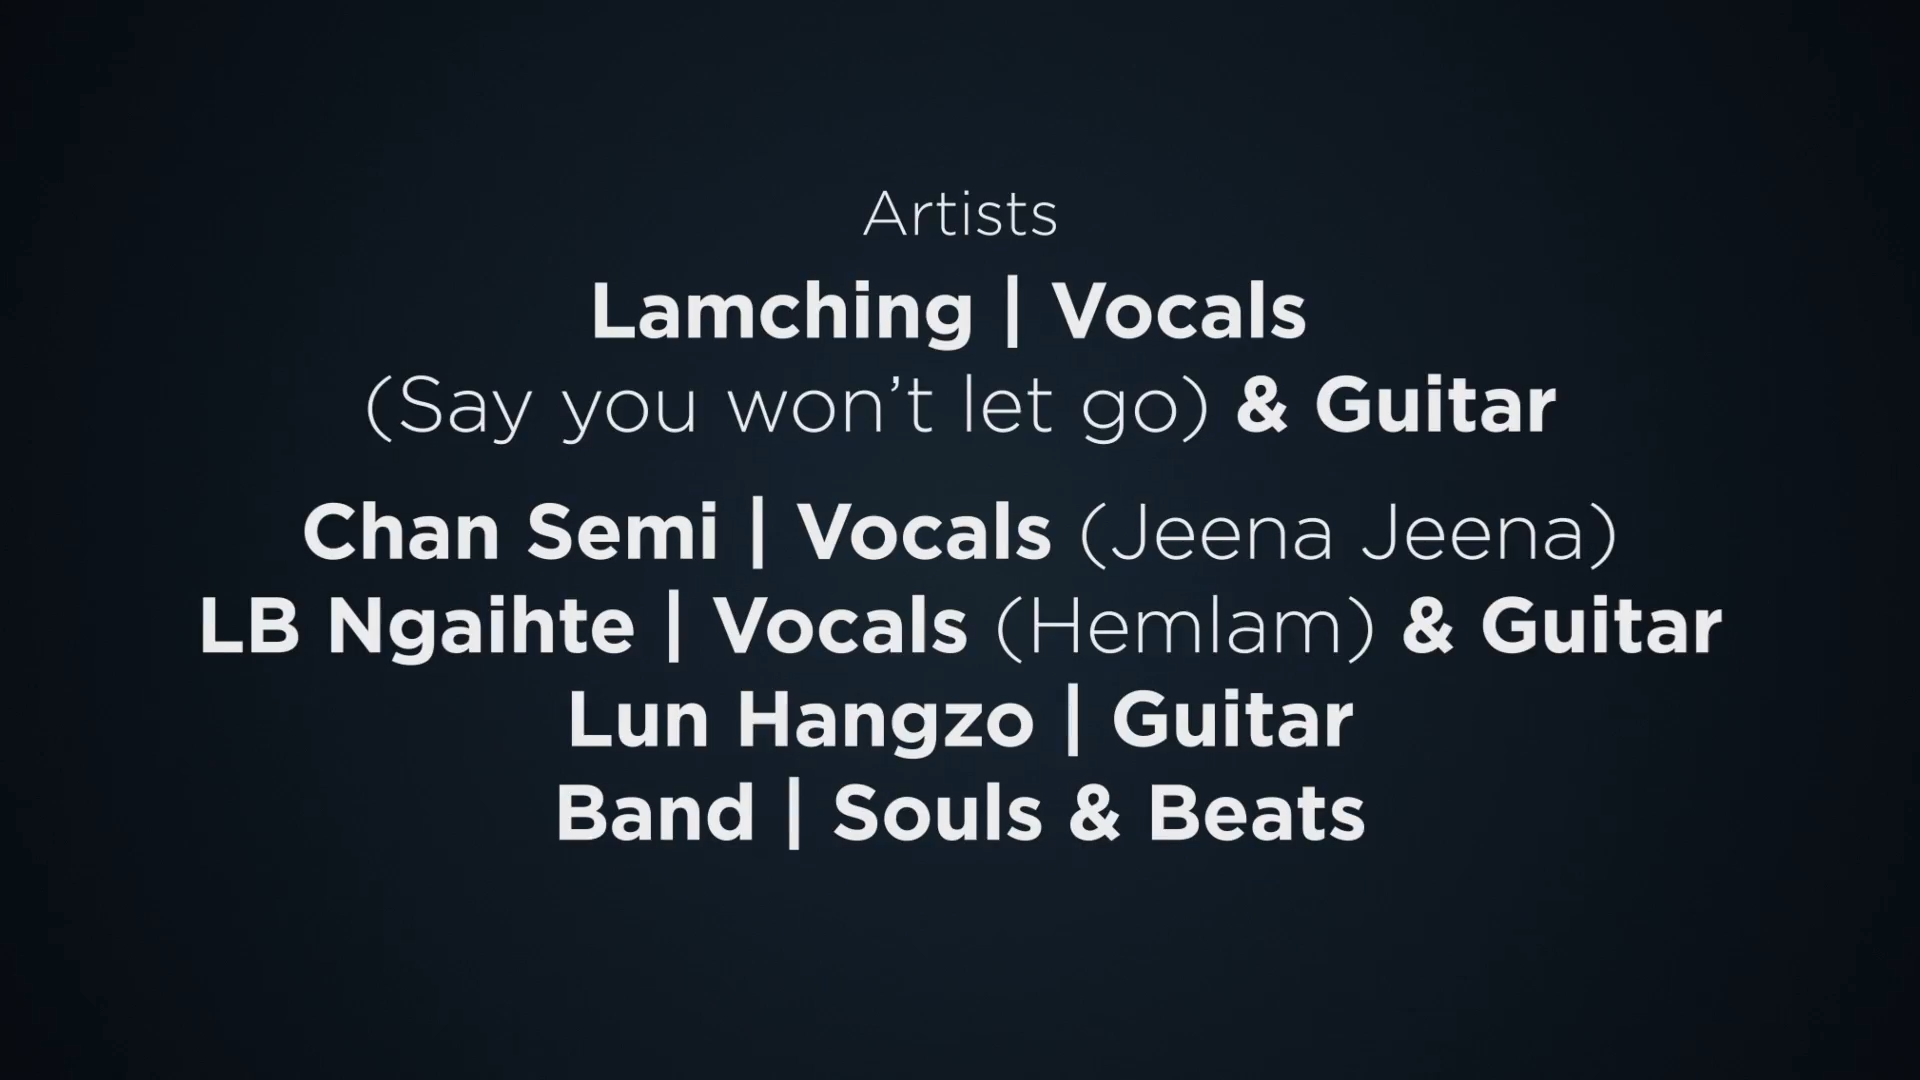 Artists
Lamching | Vocals
(Say you won’t let go) & Guitar
Chan Semi | Vocals (Jeena Jeena)
LB Ngaihte | Vocals (Hemlam) & Guitar
Lun Hangzo | Guitar
Band | Souls & Beats